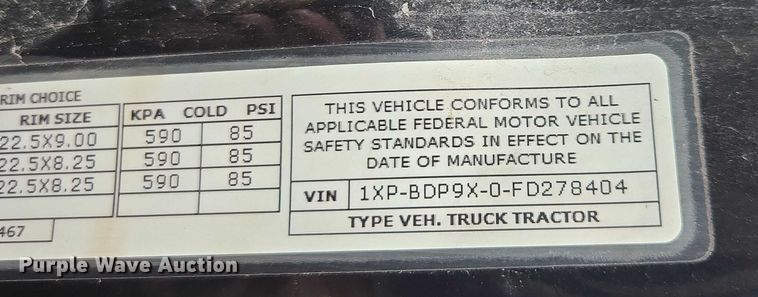 RIM CHOICE
RIM SIZE KPA COLD PSI
22.5X9.00 590 85
22.5X8.25 590 85
22.5X8.25 590 85
467
THIS VEHICLE CONFORMS TO ALL
APPLICABLE FEDERAL MOTOR VEHICLE
SAFETY STANDARDS IN EFFECT ON THE
DATE OF MANUFACTURE
VIN 1XP-BDP9X-0-FD278404
TYPE VEH. TRUCK TRACTOR
Purple Wave Auction